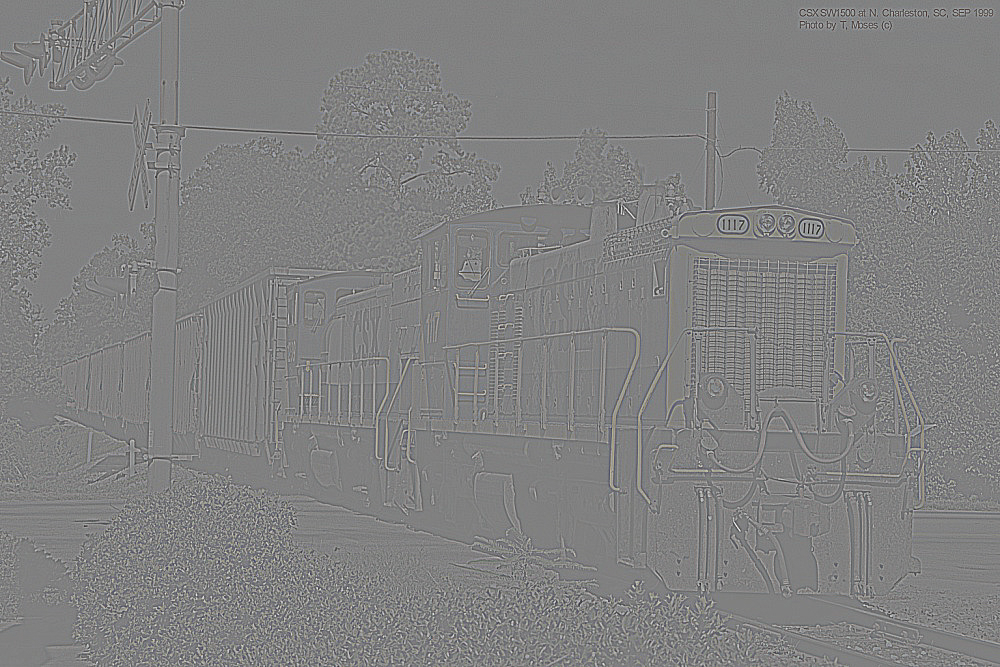 CSX SW1500 at N. Charleston, SC, SEP 1999
Photo by T. Moses (c)
1117 1117